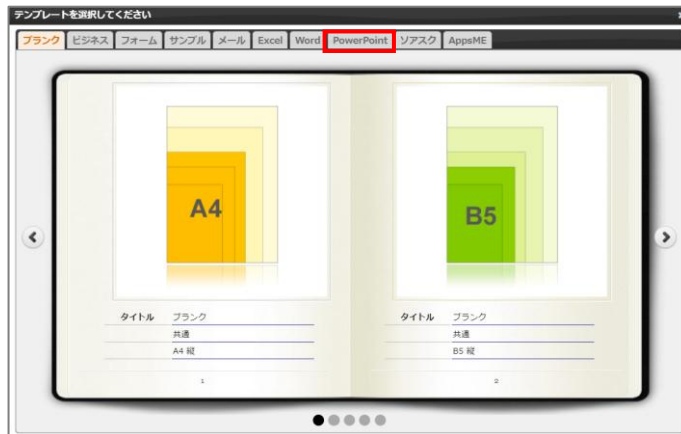 テンプレートを選択してください
ブランク ビジネス フォーム サンプル メール Excel Word PowerPoint ソアスク AppsME
A4
B5
タイトル ブランク
共通
A4 縦
1
タイトル ブランク
共通
B5 縦
2